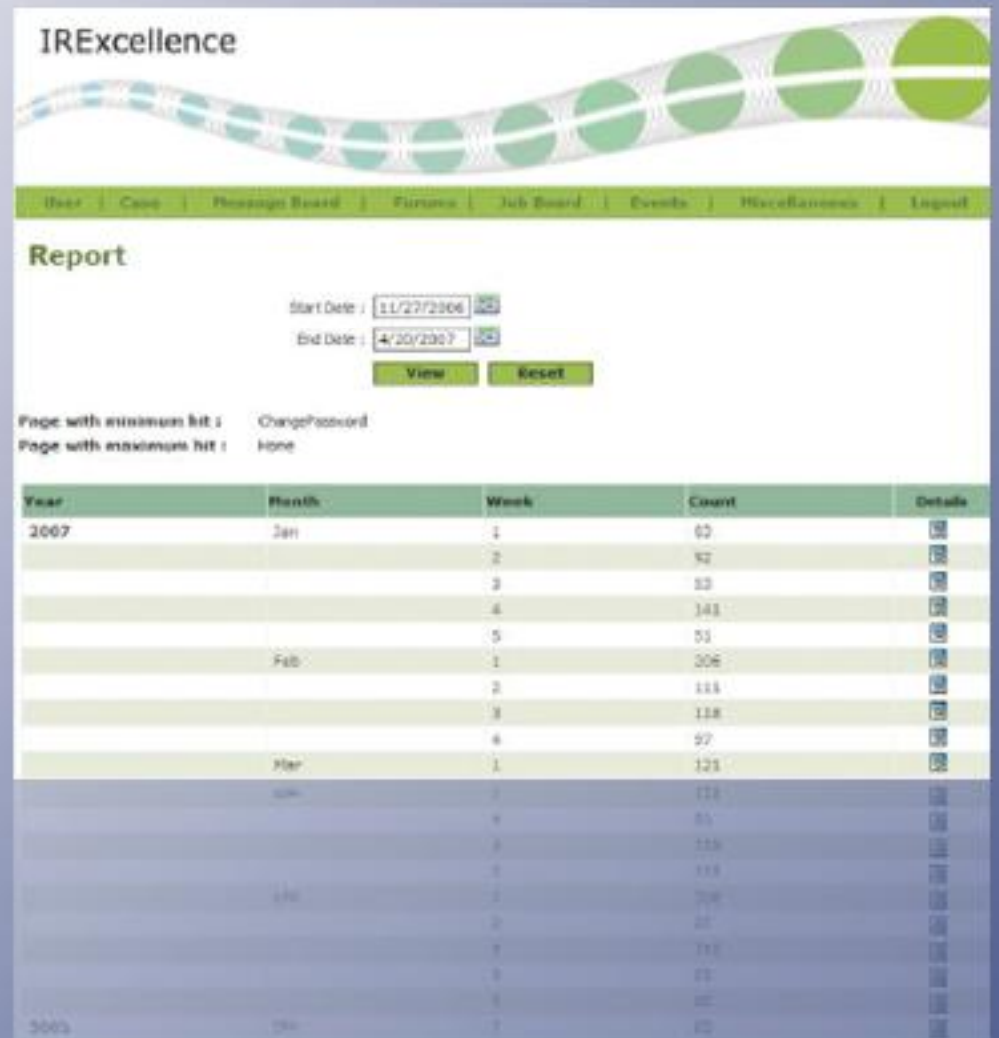 IRExcellence
User | Case | Message Board | Forums | Job Board | Events | Miscellaneous | Logout
Report
Start Date : 11/27/2006
End Date : 4/20/2007
View Reset
Page with minimum hit : ChangePassword
Page with maximum hit : Home
Year Month Week Count Details
2007 Jan 1
2
3
4 141
5 51
Feb 1 206
2 111
3 118
4 97
Mar 1 121